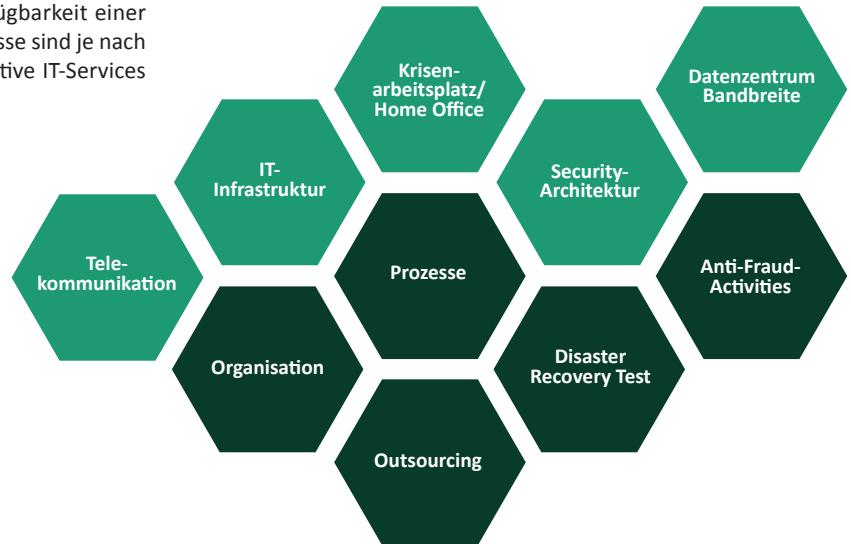 einer
sse sind je nach
tive IT-Services
Krisen-
arbeitsplatz/
Home Office
Datenzentrum
Bandbreite
IT-
Infrastruktur
Security-
Architektur
Tele-
kommunikation
Prozesse
Anti-Fraud-
Activities
Organisation
Disaster
Recovery Test
Outsourcing